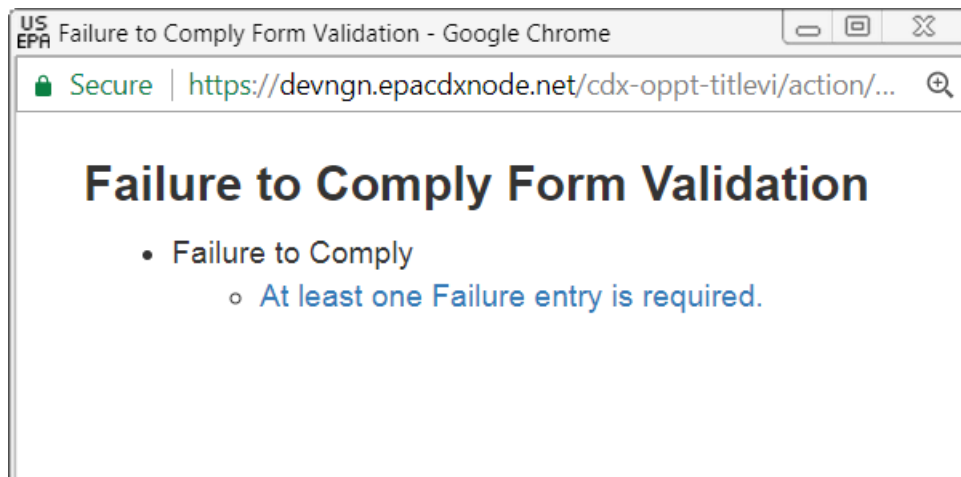 US
EPA Failure to Comply Form Validation - Google Chrome
Secure | https://devngn.epacdxnode.net/cdx-oppt-titlevi/action/...
Failure to Comply Form Validation
• Failure to Comply
○ At least one Failure entry is required.